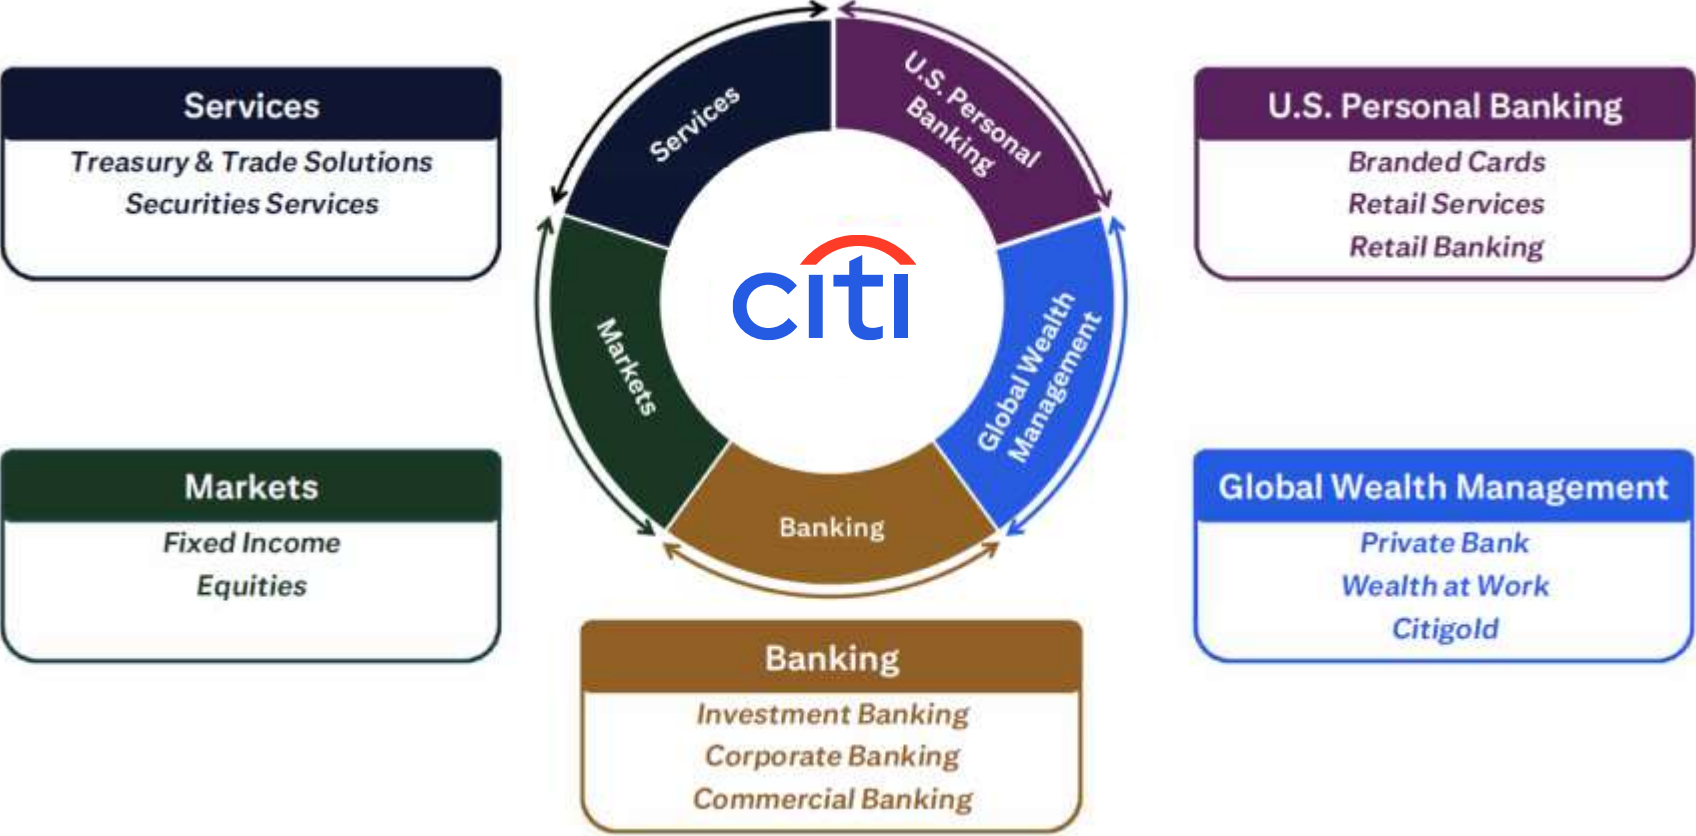 Services
Treasury & Trade Solutions
Securities Services
Markets
Fixed Income
Equities
Services
U.S. Personal
Banking
Markets
Global Wealth
Management
Banking
citi
Banking
Investment Banking
Corporate Banking
Commercial Banking
U.S. Personal Banking
Branded Cards
Retail Services
Retail Banking
Global Wealth Management
Private Bank
Wealth at Work
Citigold